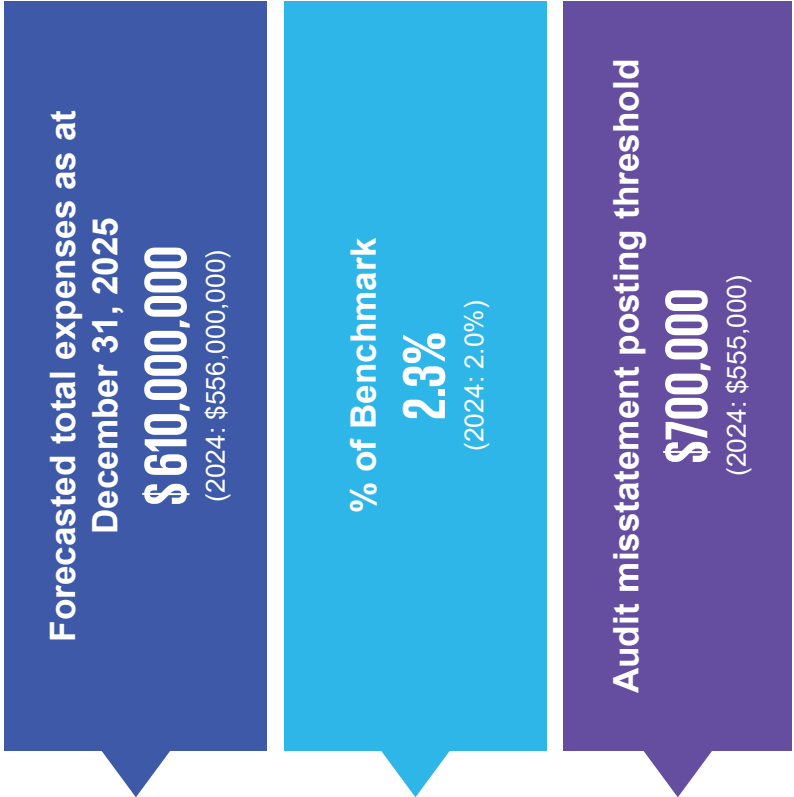 Forecasted total expenses as at
December 31, 2025
$ 610,000,000
(2024: $556,000,000)
% of Benchmark
2.3%
(2024: 2.0%)
Audit misstatement posting threshold
$700,000
(2024: $555,000)